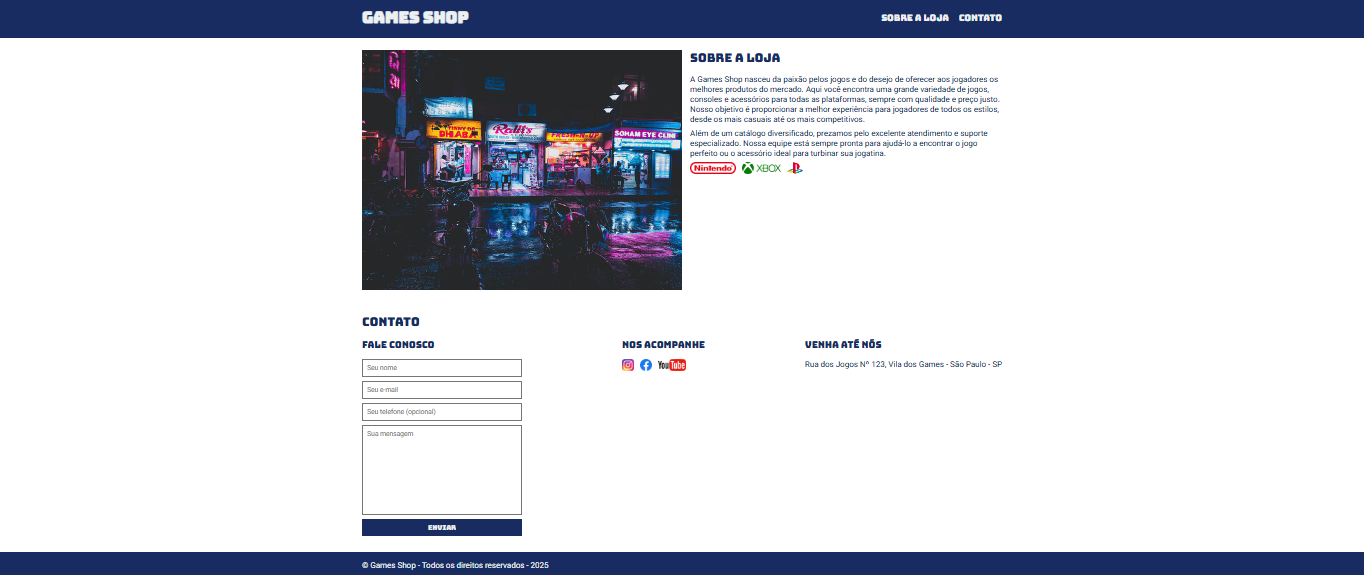 GAMES SHOP
SOBRE A LOJA CONTATO
Ralit's
SOHAM EYE CLINI
SOBRE A LOJA
A Games Shop nasceu da paixão pelos jogos e do desejo de oferecer aos jogadores os
melhores produtos do mercado. Aqui você encontra uma grande variedade de jogos,
consoles e acessórios para todas as plataformas, sempre com qualidade e preço justo.
Nosso objetivo é proporcionar a melhor experiência para jogadores de todos os estilos,
desde os mais casuais até os mais competitivos.
Além de um catálogo diversificado, prezamos pelo excelente atendimento e suporte
especializado. Nossa equipe está sempre pronta para ajudá-lo a encontrar o jogo
perfeito ou o acessório ideal para turbinar sua jogatina.
Nintendo XBOX
CONTATO
FALE CONOSCO
Seu nome
Seu e-mail
Seu telefone (opcional)
Sua mensagem
ENVIAR
NOS ACOMPANHE
YouTube
VENHA ATÉ NÓS
Rua dos Jogos Nº 123, Vila dos Games - São Paulo - SP
© Games Shop - Todos os direitos reservados - 2025